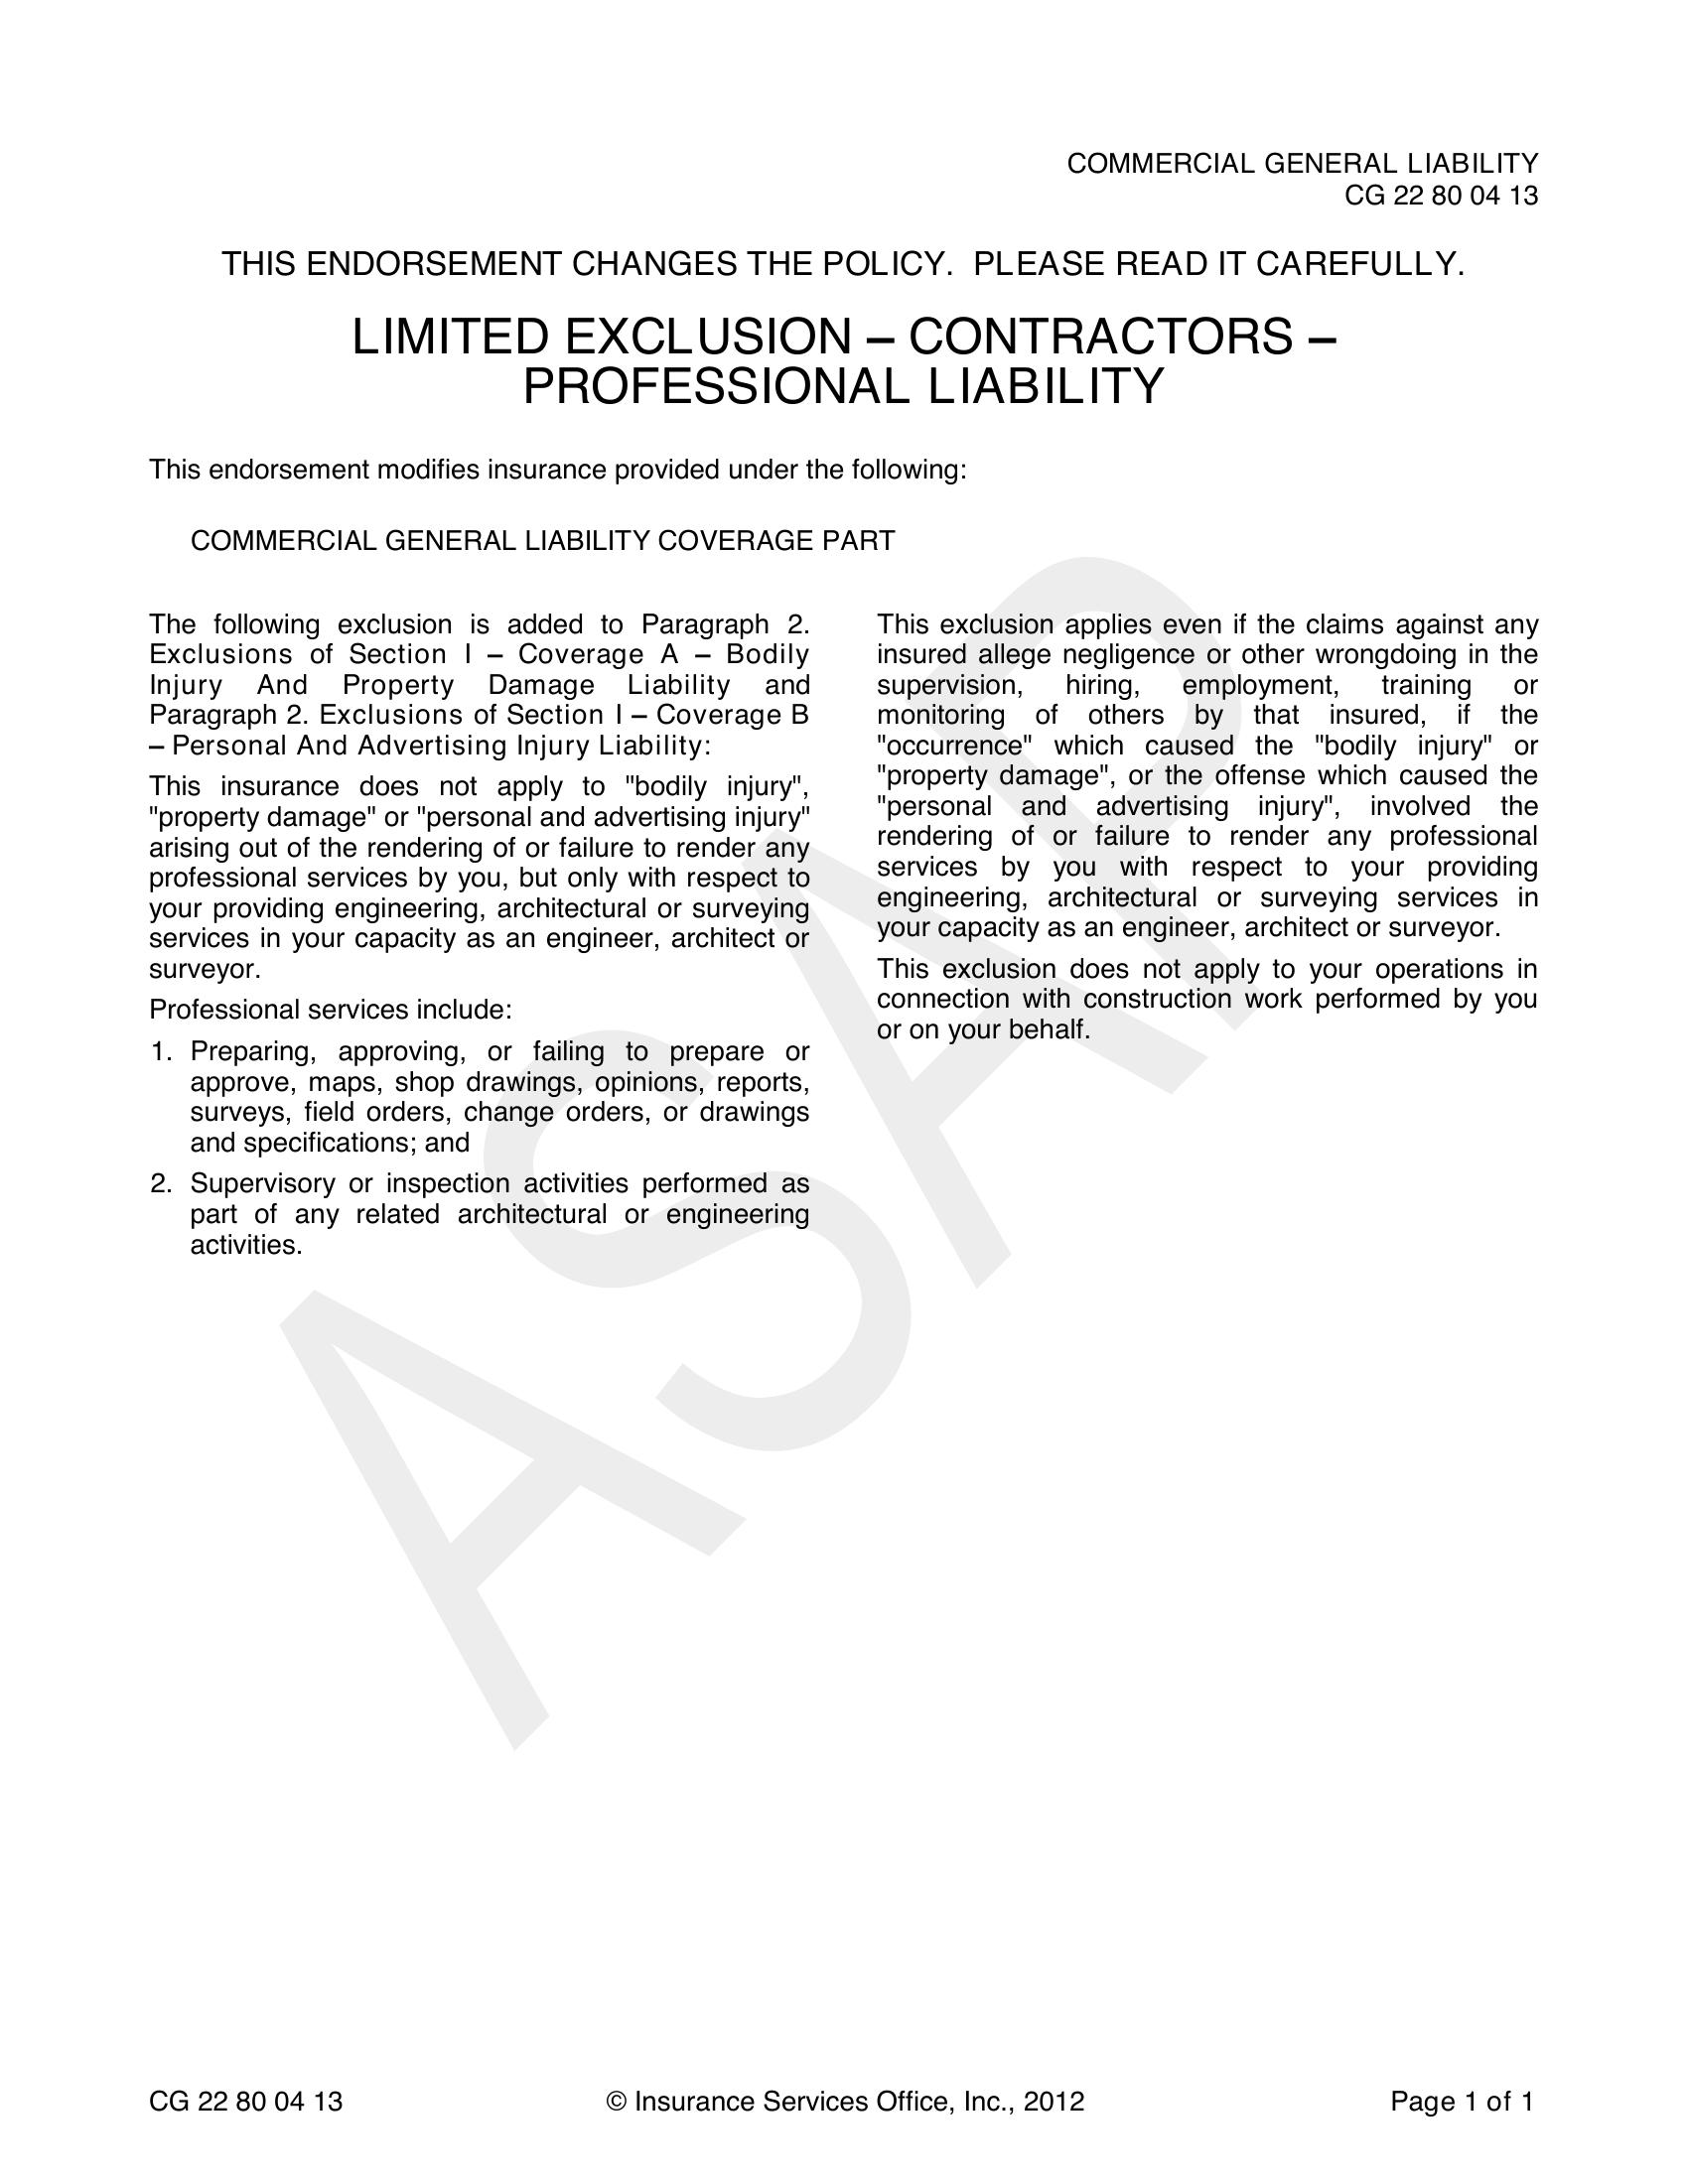 COMMERCIAL GENERAL LIABILITY
CG 22 80 04 13
THIS ENDORSEMENT CHANGES THE POLICY.  PLEASE READ IT CAREFULLY.
LIMITED EXCLUSION – CONTRACTORS –
PROFESSIONAL LIABILITY
This endorsement modifies insurance provided under the following:
COMMERCIAL GENERAL LIABILITY COVERAGE PART
The following exclusion is added to Paragraph 2.
Exclusions of Section I – Coverage A – Bodily
Injury And Property Damage Liability and
Paragraph 2. Exclusions of Section I – Coverage B
– Personal And Advertising Injury Liability:
This insurance does not apply to "bodily injury",
"property damage" or "personal and advertising injury"
arising out of the rendering of or failure to render any
professional services by you, but only with respect to
your providing engineering, architectural or surveying
services in your capacity as an engineer, architect or
surveyor.
Professional services include:
1. Preparing, approving, or failing to prepare or
approve, maps, shop drawings, opinions, reports,
surveys, field orders, change orders, or drawings
and specifications; and
2. Supervisory or inspection activities performed as
part of any related architectural or engineering
activities.
This exclusion applies even if the claims against any
insured allege negligence or other wrongdoing in the
supervision, hiring, employment, training or
monitoring of others by that insured, if the
"occurrence" which caused the "bodily injury" or
"property damage", or the offense which caused the
"personal and advertising injury", involved the
rendering of or failure to render any professional
services by you with respect to your providing
engineering, architectural or surveying services in
your capacity as an engineer, architect or surveyor.
This exclusion does not apply to your operations in
connection with construction work performed by you
or on your behalf.
ASAP
CG 22 80 04 13
© Insurance Services Office, Inc., 2012
Page 1 of 1